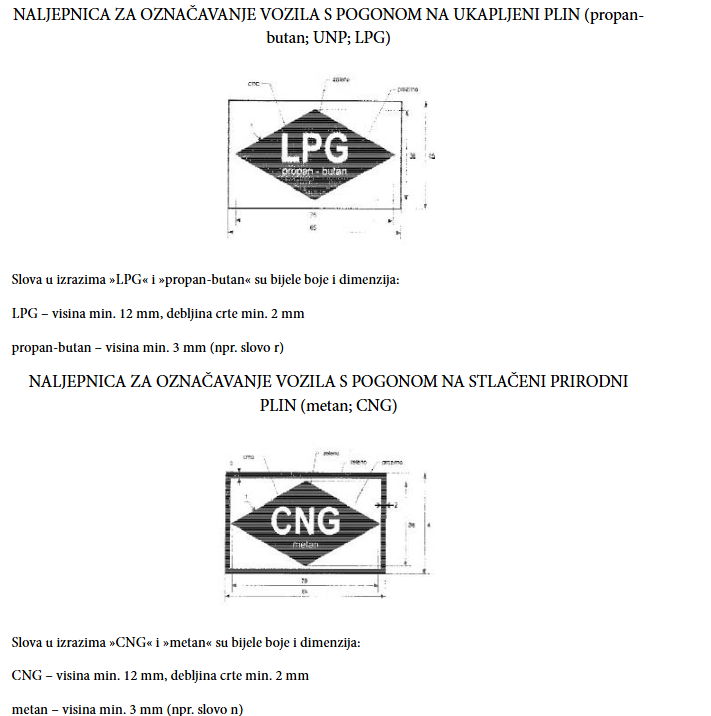 NALJEPNICA ZA OZNAČAVANJE VOZILA S POGONOM NA UKAPLJENI PLIN (propan-
butan; UNP; LPG)
LPG
propan - butan
Slova u izrazima »LPG« i »propan-butan« su bijele boje i dimenzija:
LPG – visina min. 12 mm, debljina crte min. 2 mm
propan-butan – visina min. 3 mm (npr. slovo r)
NALJEPNICA ZA OZNAČAVANJE VOZILA S POGONOM NA STLAČENI PRIRODNI
PLIN (metan; CNG)
CNG
metan
Slova u izrazima »CNG« i »metan« su bijele boje i dimenzija:
CNG – visina min. 12 mm, debljina crte min. 2 mm
metan – visina min. 3 mm (npr. slovo n)